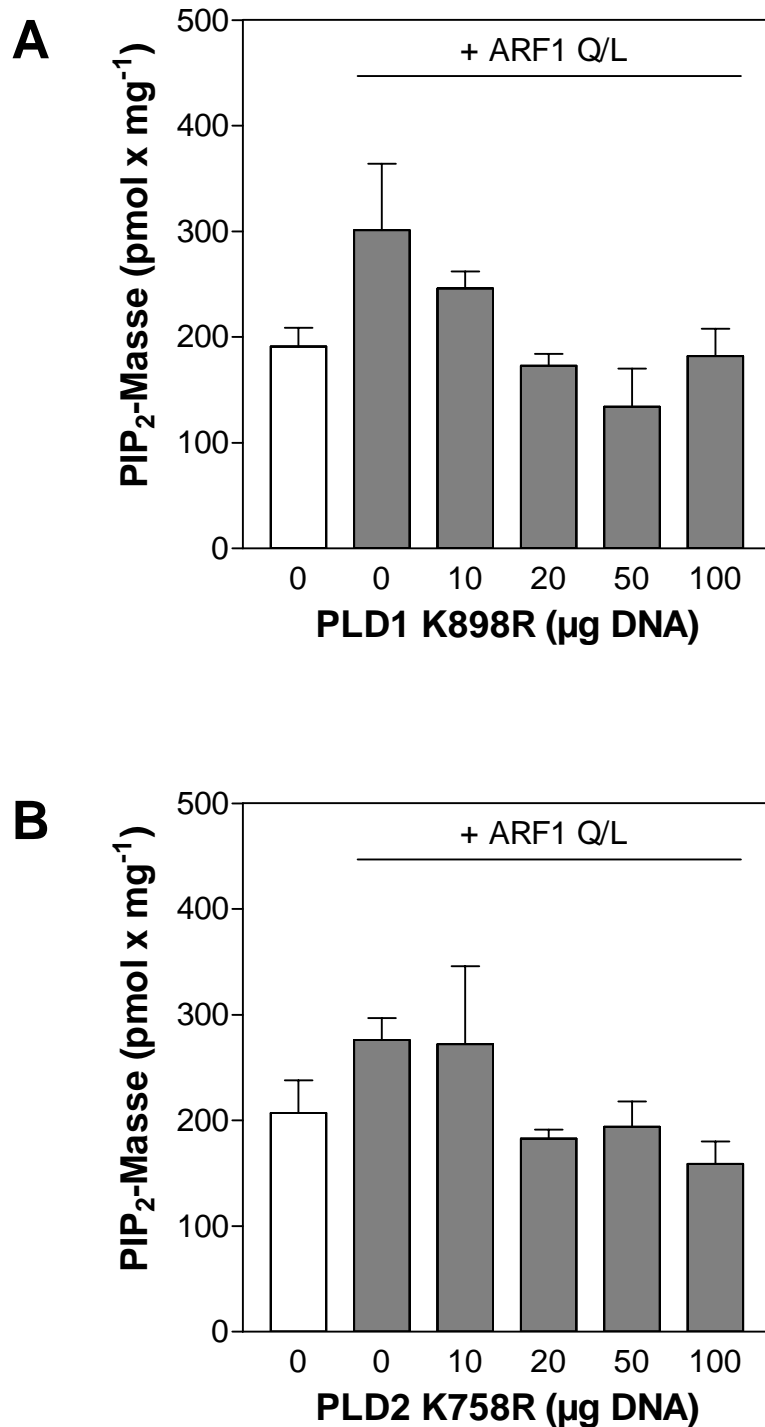 A
+ ARF1 Q/L
PIP₂-Masse (pmol x mg⁻¹)
500
400
300
200
100
0
0 0 10 20 50 100
PLD1 K898R (µg DNA)
B
+ ARF1 Q/L
PIP₂-Masse (pmol x mg⁻¹)
500
400
300
200
100
0
0 0 10 20 50 100
PLD2 K758R (µg DNA)